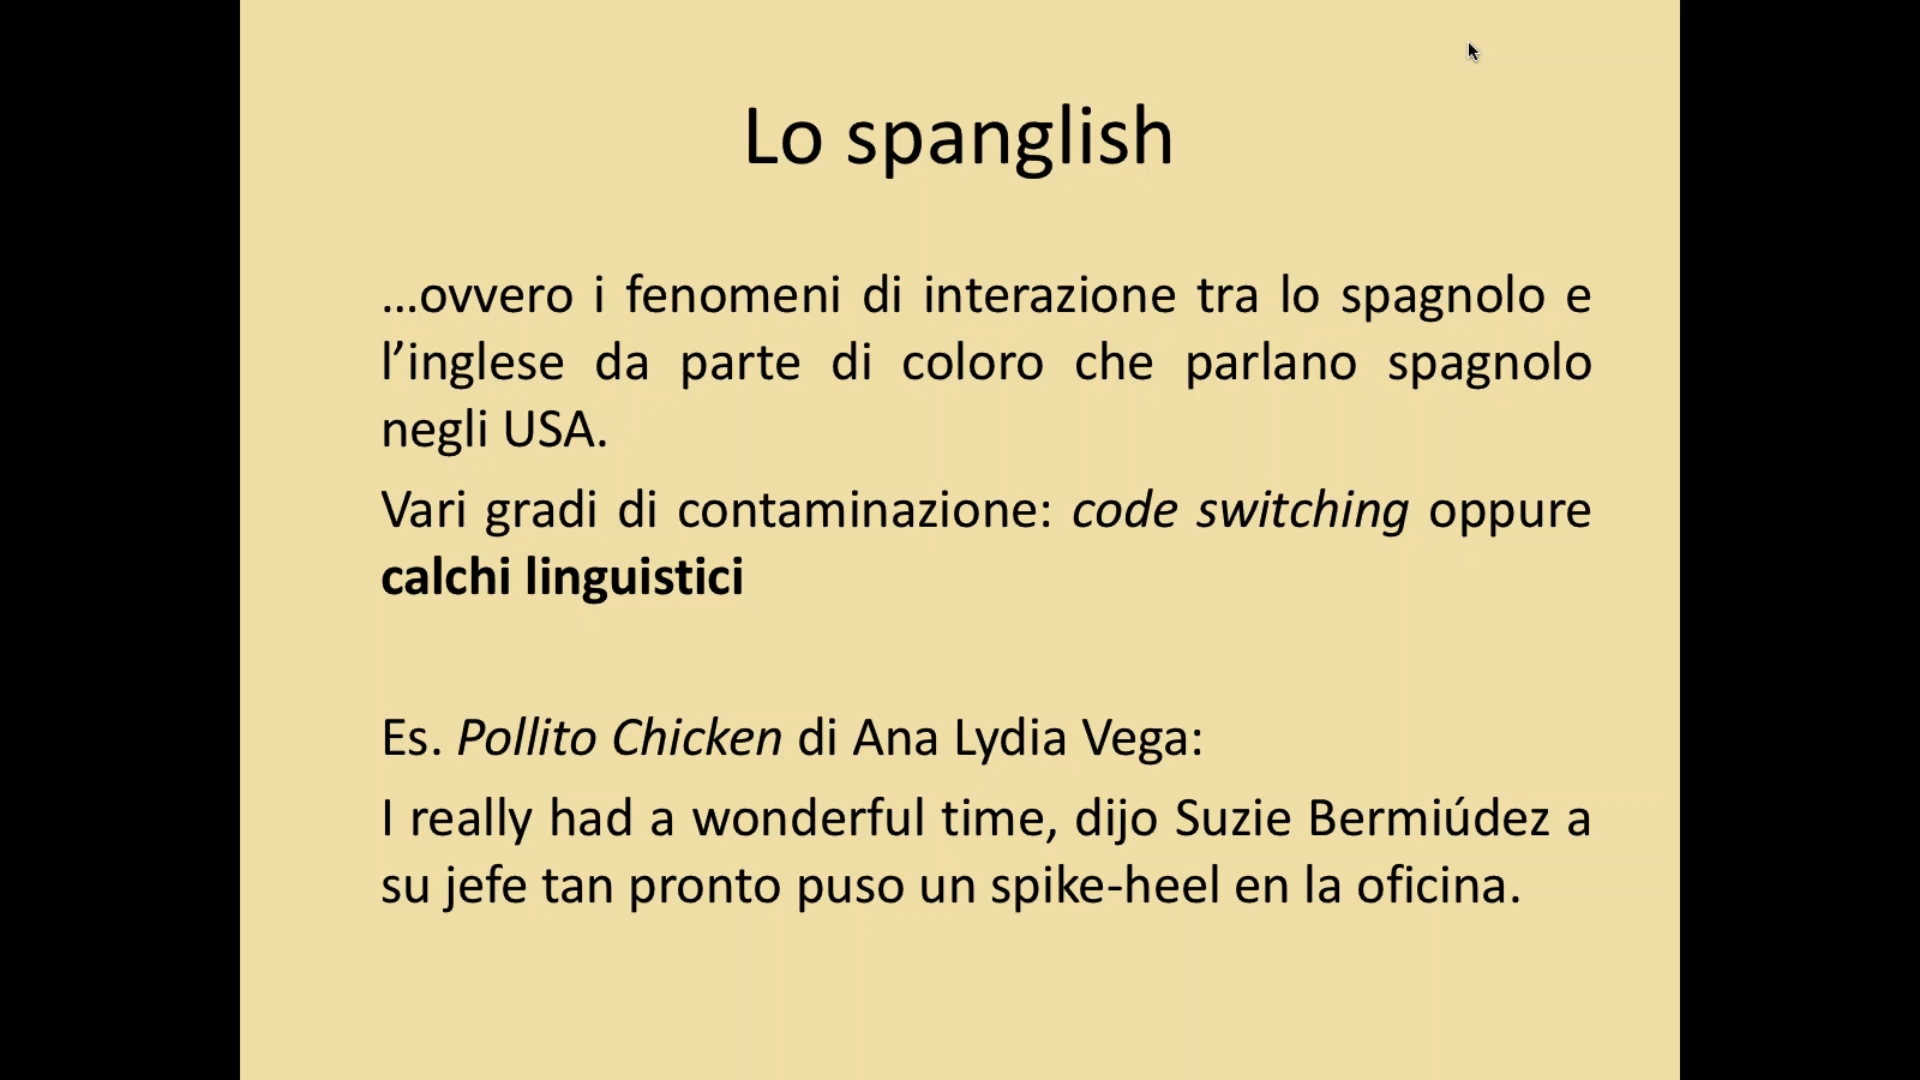 Lo spanglish
…ovvero i fenomeni di interazione tra lo spagnolo e
l’inglese da parte di coloro che parlano spagnolo
negli USA.
Vari gradi di contaminazione: code switching oppure
calchi linguistici
Es. Pollito Chicken di Ana Lydia Vega:
I really had a wonderful time, dijo Suzie Bermiúdez a
su jefe tan pronto puso un spike-heel en la oficina.